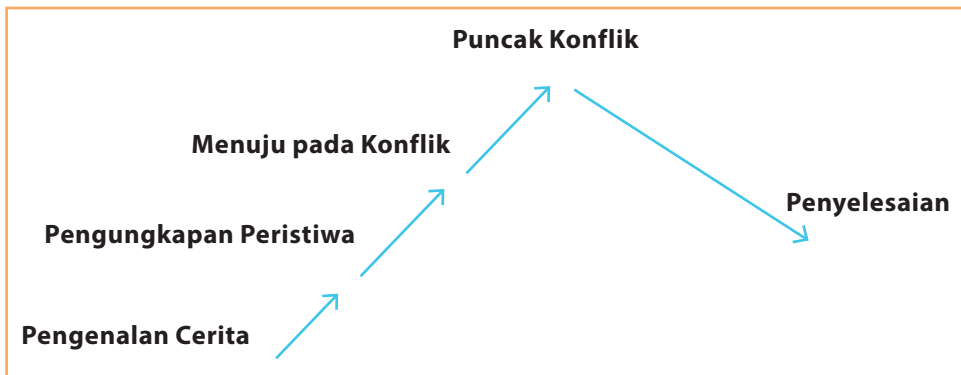 Puncak Konflik
Menuju pada Konflik
Penyelesaian
Pengungkapan Peristiwa
Pengenalan Cerita